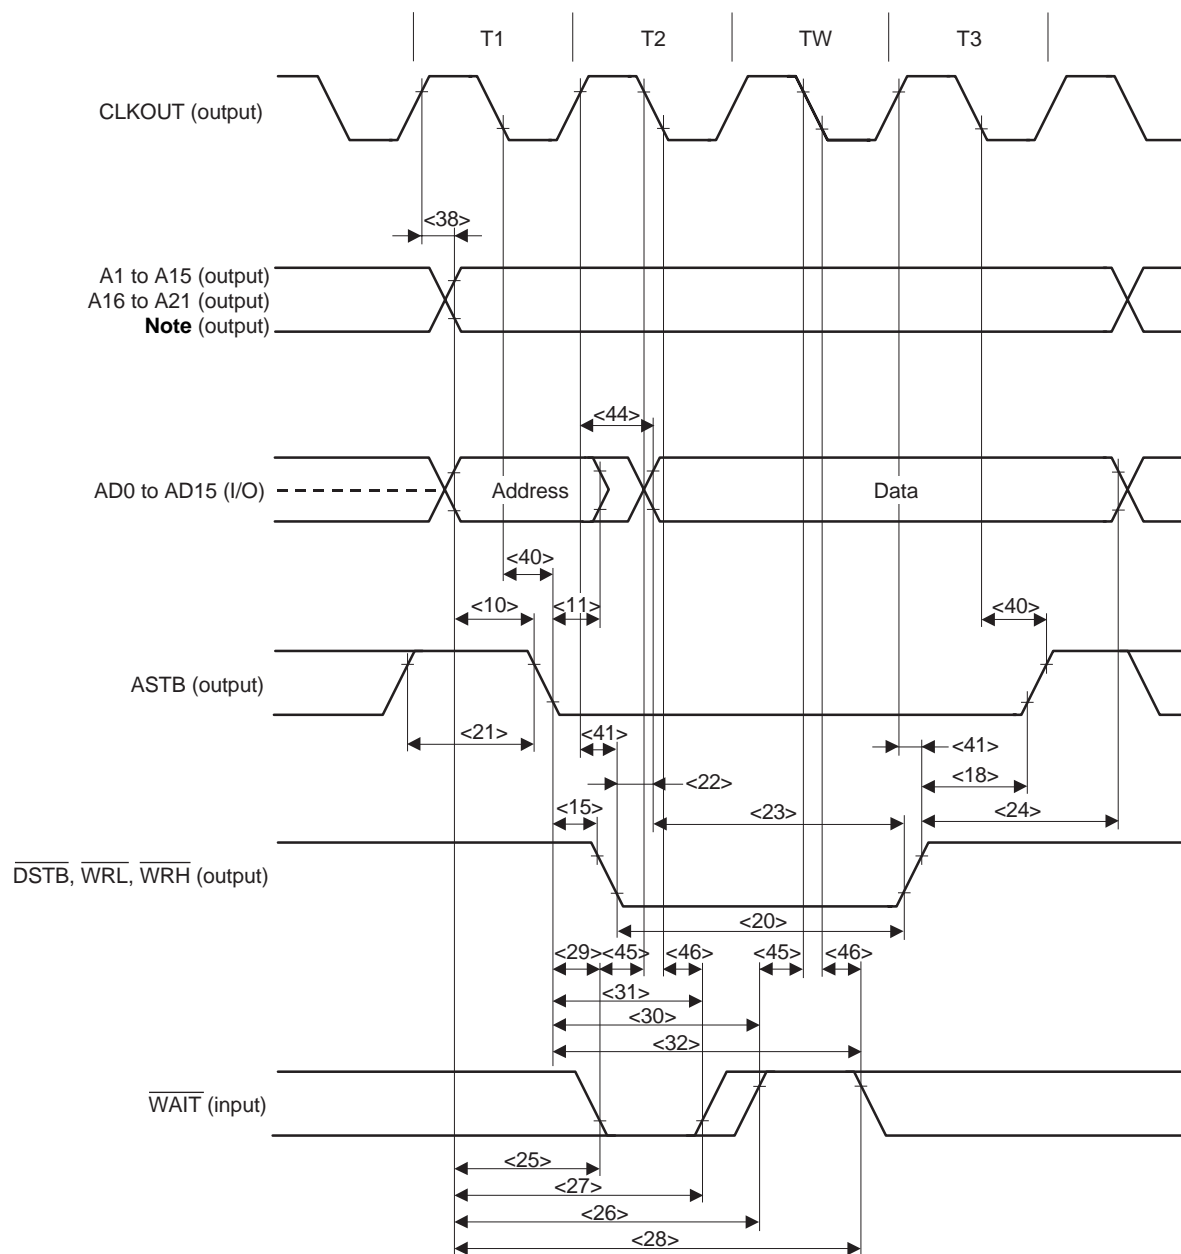 T1 T2 TW T3
CLKOUT (output)
<38>
A1 to A15 (output)
A16 to A21 (output)
Note (output)
<44>
AD0 to AD15 (I/O) Address Data
<40>
<10> <11> <40>
ASTB (output)
<21> <41> <41>
<22> <18>
<15> <23> <24>
DSTB, WRL, WRH (output)
<20>
<29> <45> <46> <45> <46>
<31>
<30>
<32>
WAIT (input)
<25>
<27>
<26>
<28>